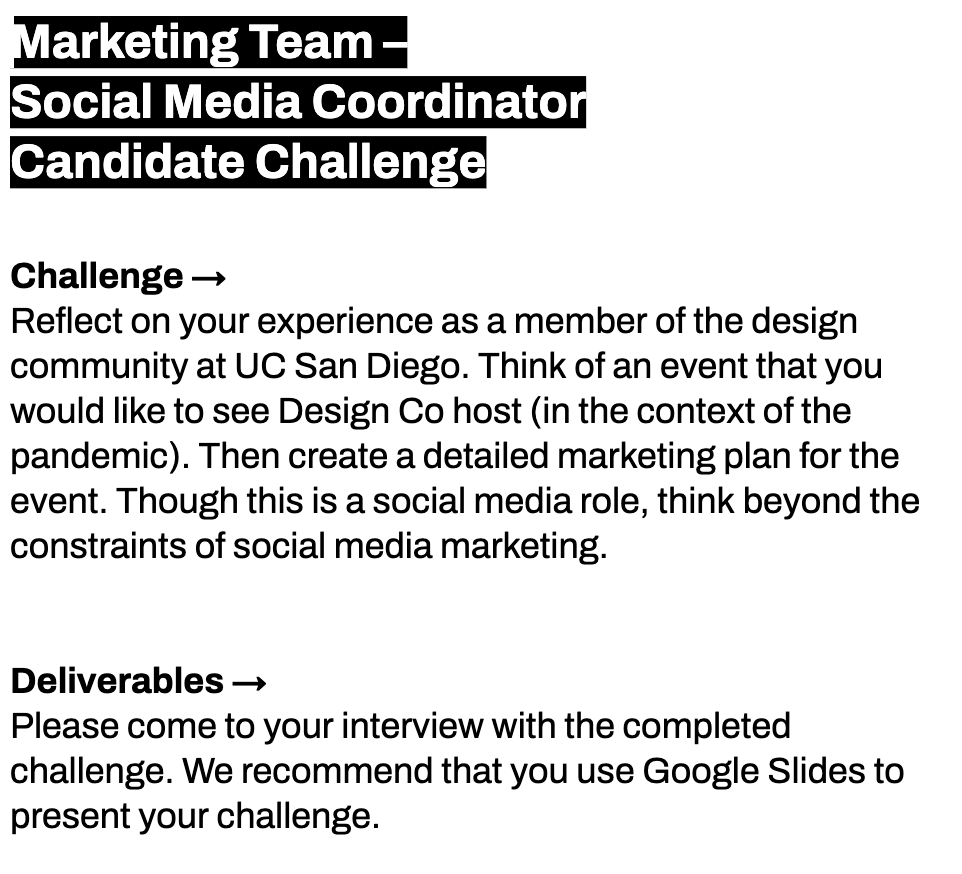 Marketing Team –
Social Media Coordinator
Candidate Challenge
Challenge →
Reflect on your experience as a member of the design
community at UC San Diego. Think of an event that you
would like to see Design Co host (in the context of the
pandemic). Then create a detailed marketing plan for the
event. Though this is a social media role, think beyond the
constraints of social media marketing.
Deliverables →
Please come to your interview with the completed
challenge. We recommend that you use Google Slides to
present your challenge.